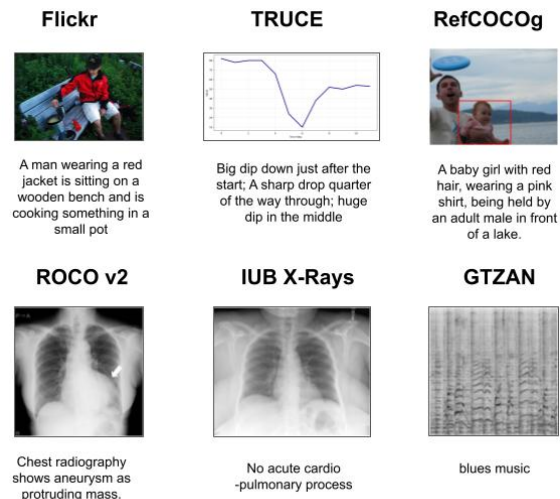 Flickr
TRUCE
RefCOCOg
A man wearing a red
jacket is sitting on a
wooden bench and is
cooking something in a
small pot
Big dip down just after the
start; A sharp drop quarter
of the way through; huge
dip in the middle
A baby girl with red
hair, wearing a pink
shirt, being held by
an adult male in front
of a lake.
ROCO v2
IUB X-Rays
GTZAN
Chest radiography
shows aneurysm as
protruding mass.
No acute cardio
-pulmonary process
blues music